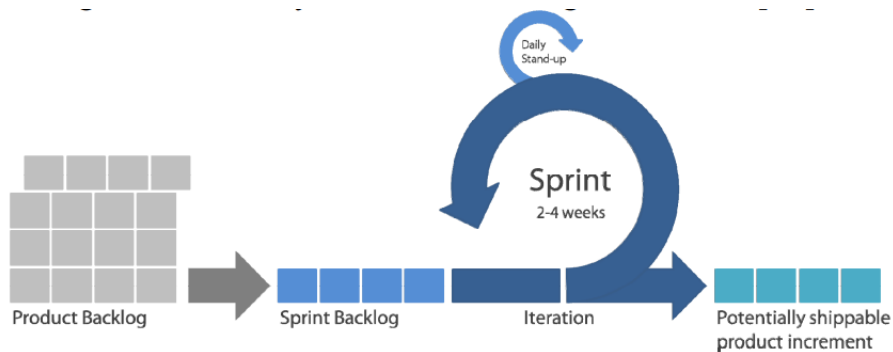 Daily
Stand-up
Sprint
2-4 weeks
Product Backlog
Sprint Backlog
Iteration
Potentially shippable
product increment